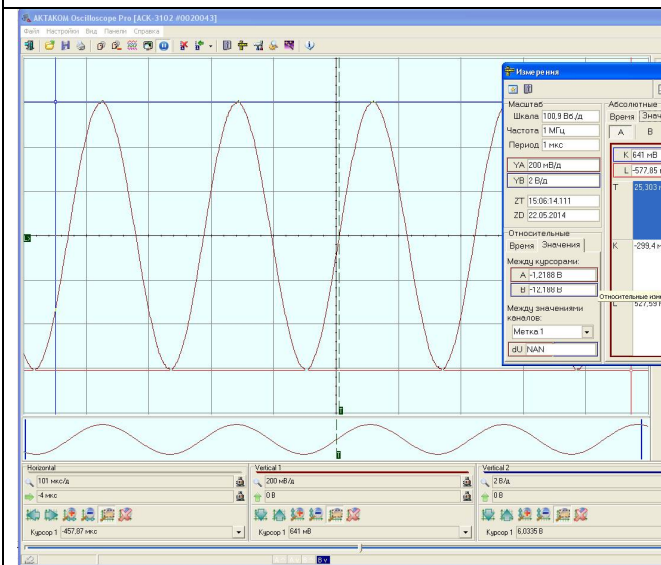 AKTAKOM Oscilloscope Pro [ACK-3102 #0020043]
Файл Настройки Вид Панели Справка
Измерения
Масштаб
Шкала 100,9 Вб./д
Частота 1 МГц
Период 1 мкс
YA 200 мВ/д
YB 2 В/д
ZT 15:06:14.111
ZD 22.05.2014
Относительные
Время Значения
Между курсорами:
A -1,2188 В
B -12,188 В
Между значениями
каналов:
Метка 1
dU NAN
Абсолютные
Время
A B
K 641 мВ
L -577,85
T 25,303
K -299,4
L 527,59
Horizontal
101 мкс/д
-4 мкс
Курсор 1 -457,87 мкс
Vertical 1
200 мВ/д
0 В
Курсор 1 641 мВ
Vertical 2
2 В/д
0 В
Курсор 1 6,0335 В